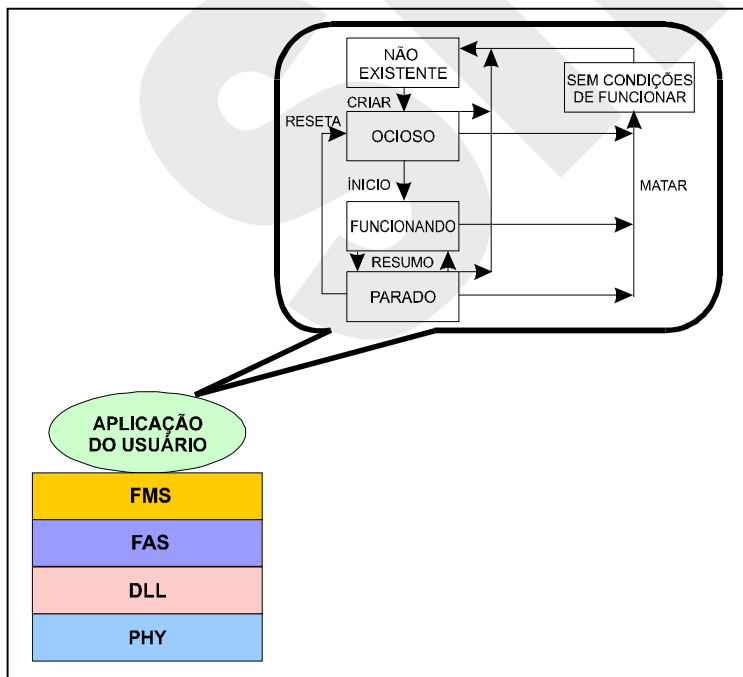 NÃO
EXISTENTE
SEM CONDIÇÕES
DE FUNCIONAR
CRIAR
RESETA
OCIOSO
ÍNICIO
MATAR
FUNCIONANDO
RESUMO
PARADO
APLICAÇÃO
DO USUÁRIO
FMS
FAS
DLL
PHY